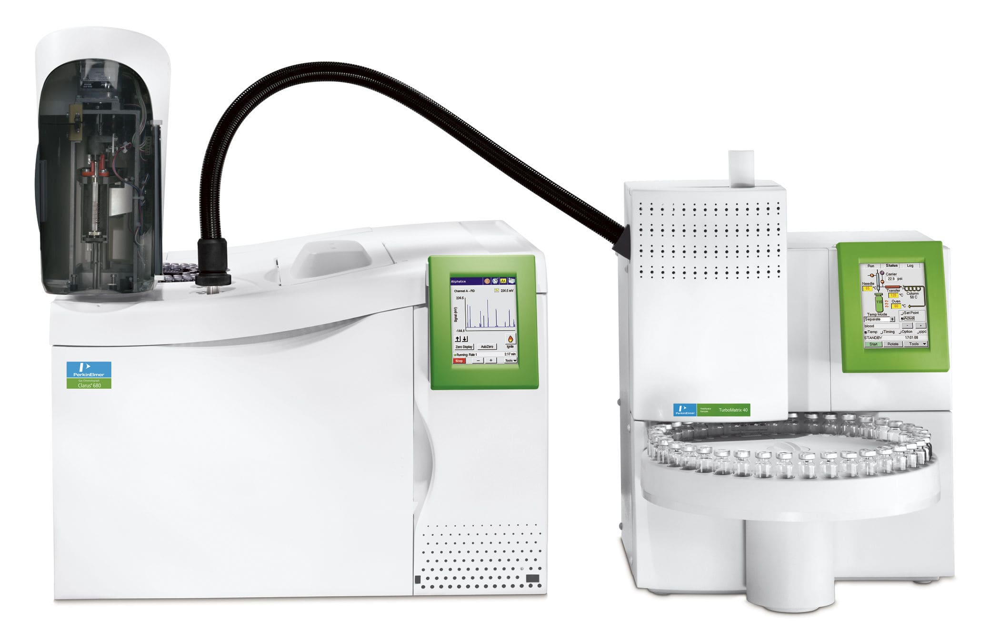 Aliphatics
Channel A - FID
236.5 mV
236.5
Signal (mV)
-144.8
Zero Display
AutoZero
Ignite
Running: Rate 1
2.17 min
Stop
−
+
Tools
PerkinElmer
Gas Chromatograph
Clarus® 680
Run
Status
Log
Carrier
22.9 psi
Needle
65 °C
Transfer
120 °C
Column
50 C
110
Oven
60 °C
Temp Mode
Set Point
Separate
Actual
blood
-
+
Temp
Timing
Option
ppc
STANDBY
17:01:08
Start
Rotate
Tools
PerkinElmer
Headspace
Sampler
TurboMatrix 40